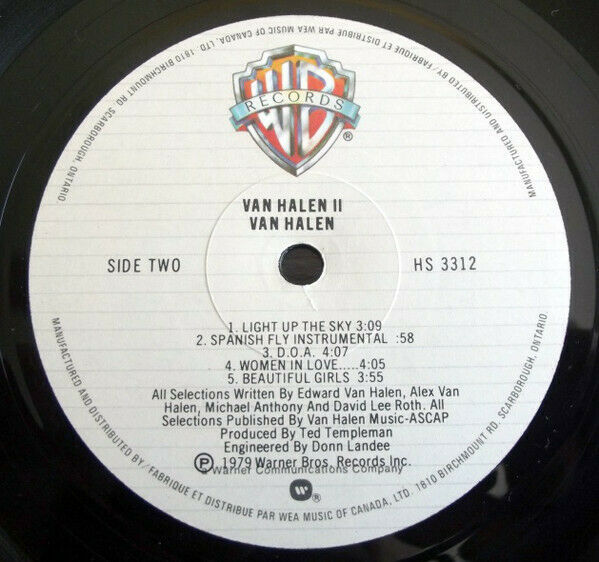 MANUFACTURED AND DISTRIBUTED BY/FABRIQUE ET DISTRIBUÉ PAR WEA MUSIC OF CANADA, LTD. 1810 BIRCHMOUNT RD. SCARBOROUGH, ONTARIO.
WB
RECORDS
®
VAN HALEN II
VAN HALEN
SIDE TWO
HS 3312
1. LIGHT UP THE SKY 3:09
2. SPANISH FLY INSTRUMENTAL :58
3. D.O.A. 4:07
4. WOMEN IN LOVE.....4:05
5. BEAUTIFUL GIRLS 3:55
All Selections Written By Edward Van Halen, Alex Van
Halen, Michael Anthony And David Lee Roth. All
Selections Published By Van Halen Music-ASCAP
Produced By Ted Templeman
Engineered By Donn Landee
℗ 1979 Warner Bros. Records Inc.
a Warner Communications Company
®
MANUFACTURED AND DISTRIBUTED BY/FABRIQUE ET DISTRIBUÉ PAR WEA MUSIC OF CANADA, LTD. 1810 BIRCHMOUNT RD. SCARBOROUGH, ONTARIO